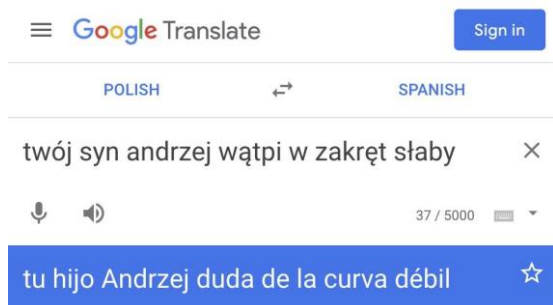 Google Translate
Sign in
POLISH
SPANISH
twój syn andrzej wątpi w zakręt słaby
37 / 5000
tu hijo Andrzej duda de la curva débil